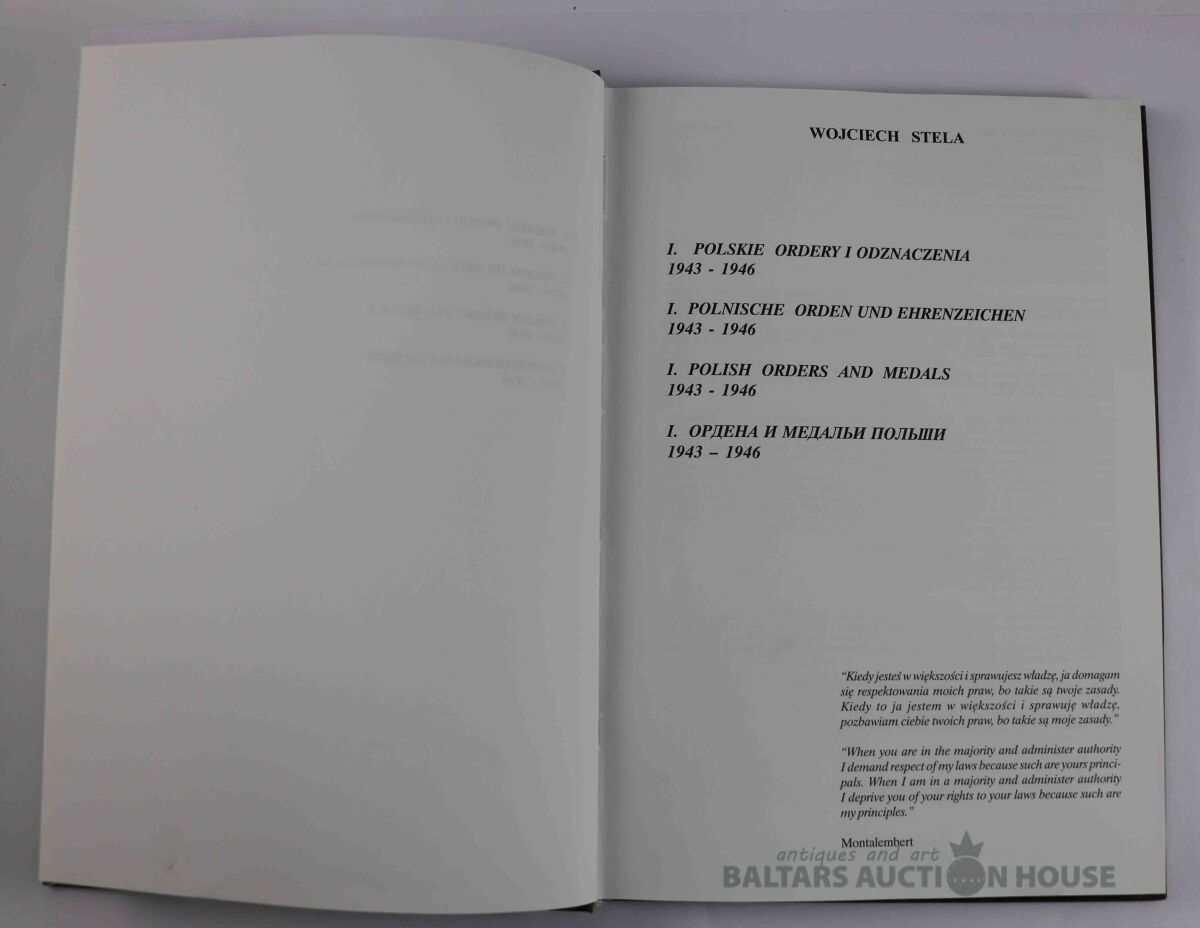 WOJCIECH STELA
I. POLSKIE ORDERY I ODZNACZENIA
1943 - 1946
I. POLNISCHE ORDEN UND EHRENZEICHEN
1943 - 1946
I. POLISH ORDERS AND MEDALS
1943 - 1946
I. ОРДЕНА И МЕДАЛЬИ ПОЛЬШИ
1943 – 1946
“Kiedy jesteś w większości i sprawujesz władzę, ja domagam
się respektowania moich praw, bo takie są twoje zasady.
Kiedy to ja jestem w większości i sprawuję władzę,
pozbawiam ciebie twoich praw, bo takie są moje zasady.”
“When you are in the majority and administer authority
I demand respect of my laws because such are yours princi-
pals. When I am in a majority and administer authority
I deprive you of your rights to your laws because such are
my principles.”
Montalembert
antiques and art
BALTARS AUCTION HOUSE